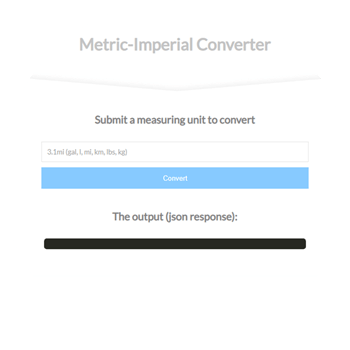 Metric-Imperial Converter
Submit a measuring unit to convert
3.1mi (gal, l, mi, km, lbs, kg)
Convert
The output (json response):